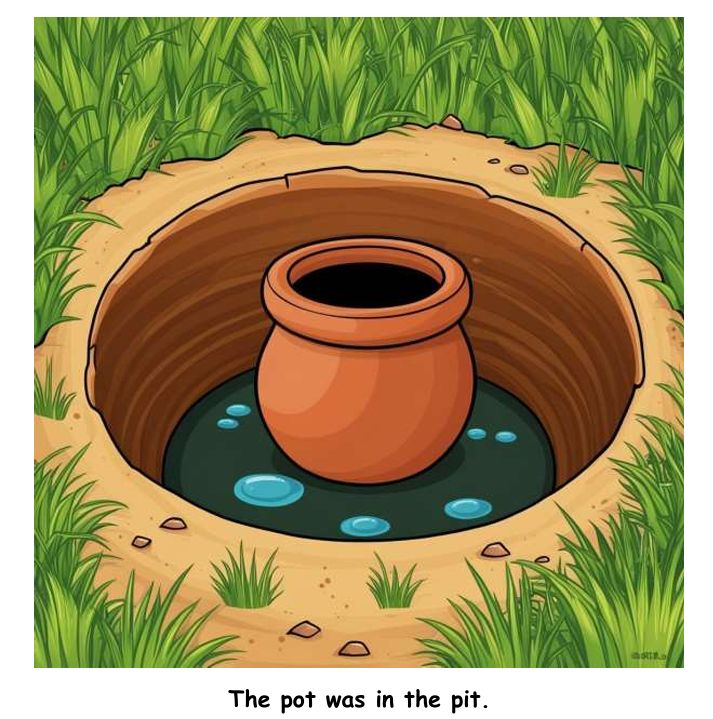 The pot was in the pit.